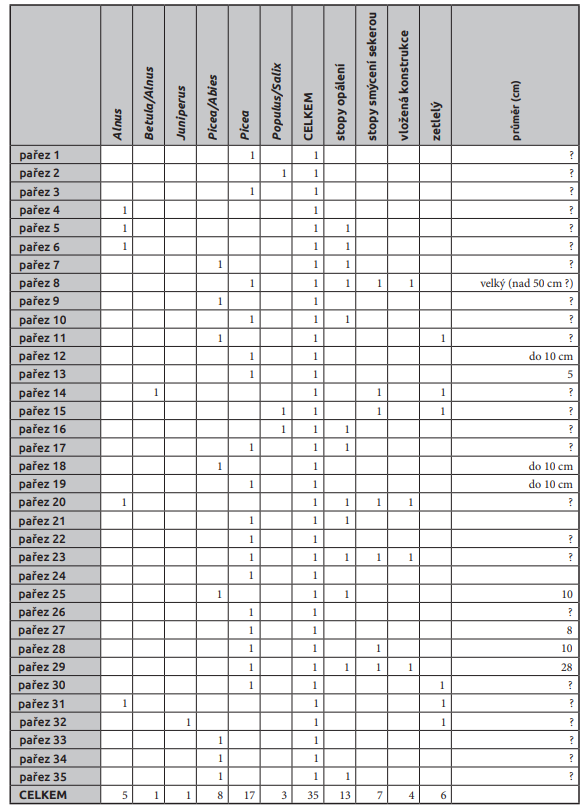 Alnus Betula/Alnus Juniperus Picea/Abies Picea Populus/Salix CELKEM stopy opálení stopy smýcení sekerou vložená konstrukce zetlelý průměr (cm)
pařez 1 1 1 ?
pařez 2 1 1 ?
pařez 3 1 1 ?
pařez 4 1 1 ?
pařez 5 1 1 1 ?
pařez 6 1 1 1 ?
pařez 7 1 1 1 ?
pařez 8 1 1 1 1 1 velký (nad 50 cm ?)
pařez 9 1 1 ?
pařez 10 1 1 1 ?
pařez 11 1 1 1 ?
pařez 12 1 1 do 10 cm
pařez 13 1 1 5
pařez 14 1 1 1 1 ?
pařez 15 1 1 1 1 ?
pařez 16 1 1 1 ?
pařez 17 1 1 1 ?
pařez 18 1 1 do 10 cm
pařez 19 1 1 do 10 cm
pařez 20 1 1 1 1 1 ?
pařez 21 1 1 1
pařez 22 1 1 ?
pařez 23 1 1 1 1 1 ?
pařez 24 1 1
pařez 25 1 1 1 10
pařez 26 1 1 ?
pařez 27 1 1 8
pařez 28 1 1 1 10
pařez 29 1 1 1 1 1 28
pařez 30 1 1 1 ?
pařez 31 1 1 1 ?
pařez 32 1 1 1 ?
pařez 33 1 1 ?
pařez 34 1 1 ?
pařez 35 1 1 1 ?
CELKEM 5 1 1 8 17 3 35 13 7 4 6